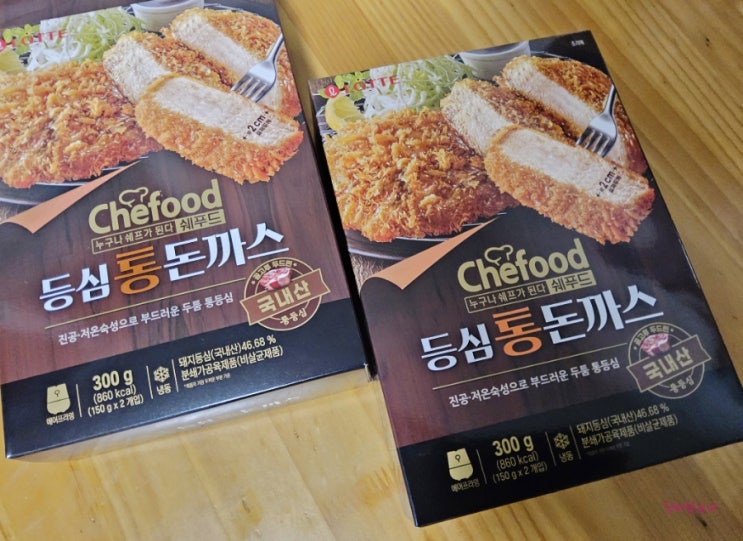 LOTTE
2cm
Chefood
누구나 쉐프가 된다 쉐푸드
등심통돈까스
국내산
통등심
진공·저온숙성으로 부드러운 두툼 통등심
에어프라잉
300 g
(860 kcal)
(150 g x 2개입)
냉동
돼지등심(국내산)46.68 %
분쇄가공육제품(비살균제품)
LOTTE
2cm
Chefood
누구나 쉐프가 된다 쉐푸드
등심통돈까스
국내산
통등심
진공·저온숙성으로 부드러운 두툼 통등심
에어프라잉
300 g
(860 kcal)
(150 g x 2개입)
냉동
돼지등심(국내산)46.68 %
분쇄가공육제품(비살균제품)